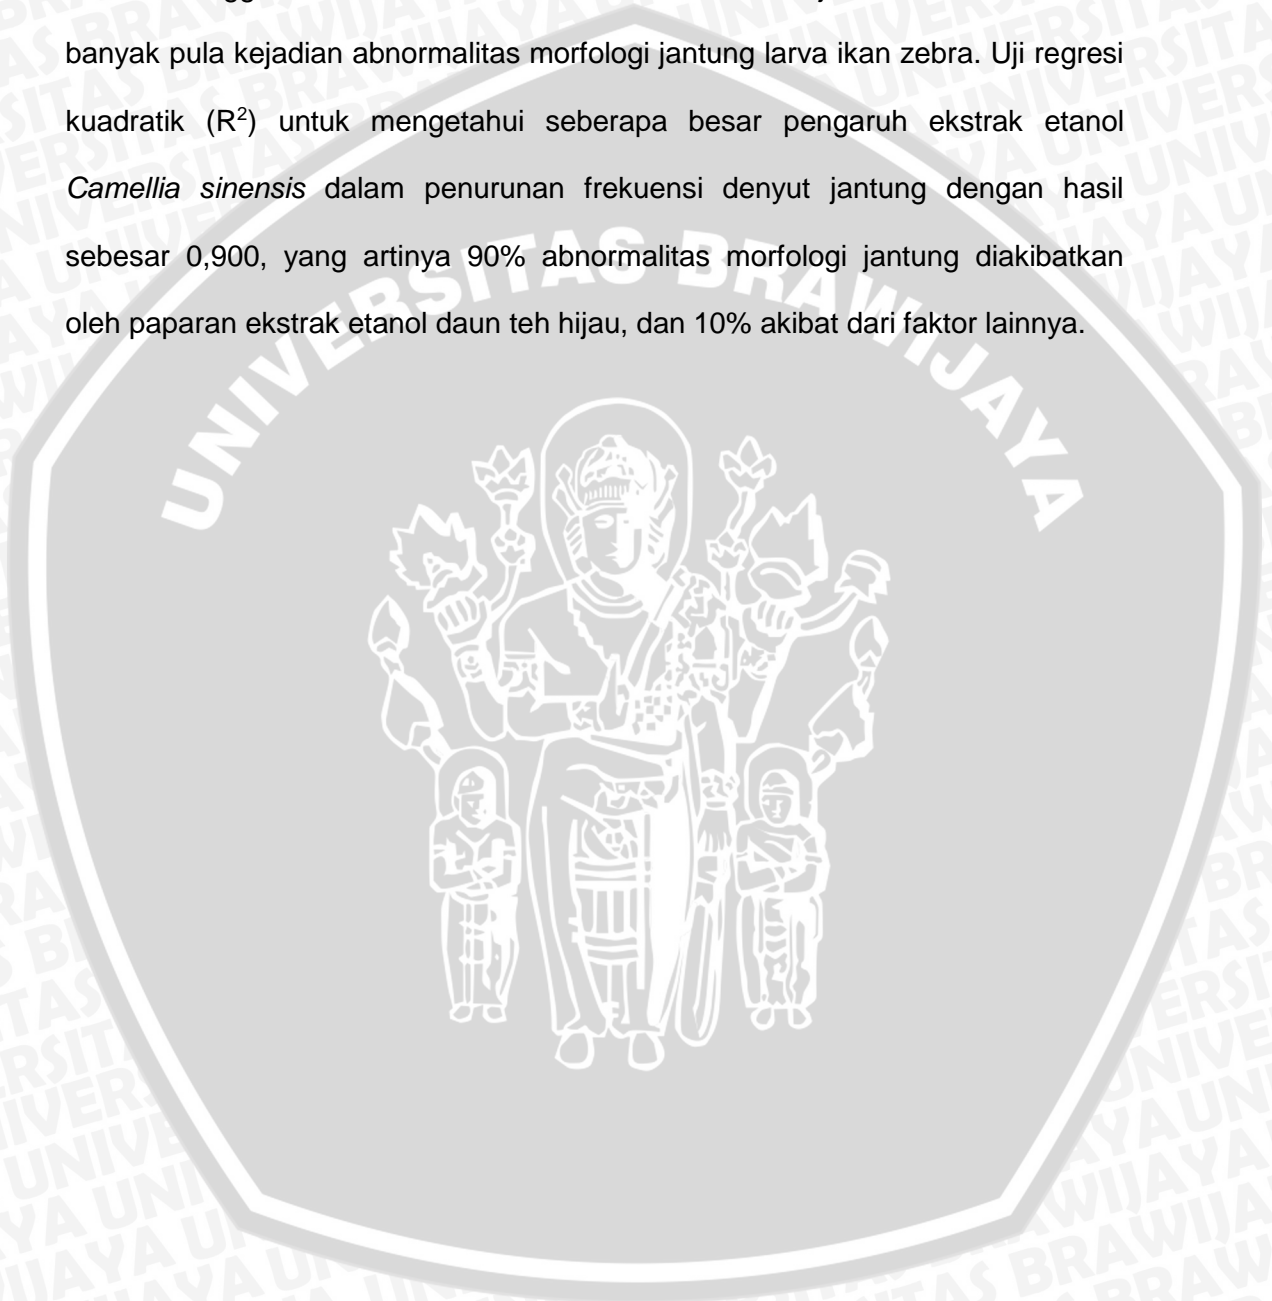 banyak pula kejadian abnormalitas morfologi jantung larva ikan zebra. Uji regresi
kuadratik (R²) untuk mengetahui seberapa besar pengaruh ekstrak etanol
Camellia sinensis dalam penurunan frekuensi denyut jantung dengan hasil
sebesar 0,900, yang artinya 90% abnormalitas morfologi jantung diakibatkan
oleh paparan ekstrak etanol daun teh hijau, dan 10% akibat dari faktor lainnya.
UNIVERSITAS BRAWIJAYA